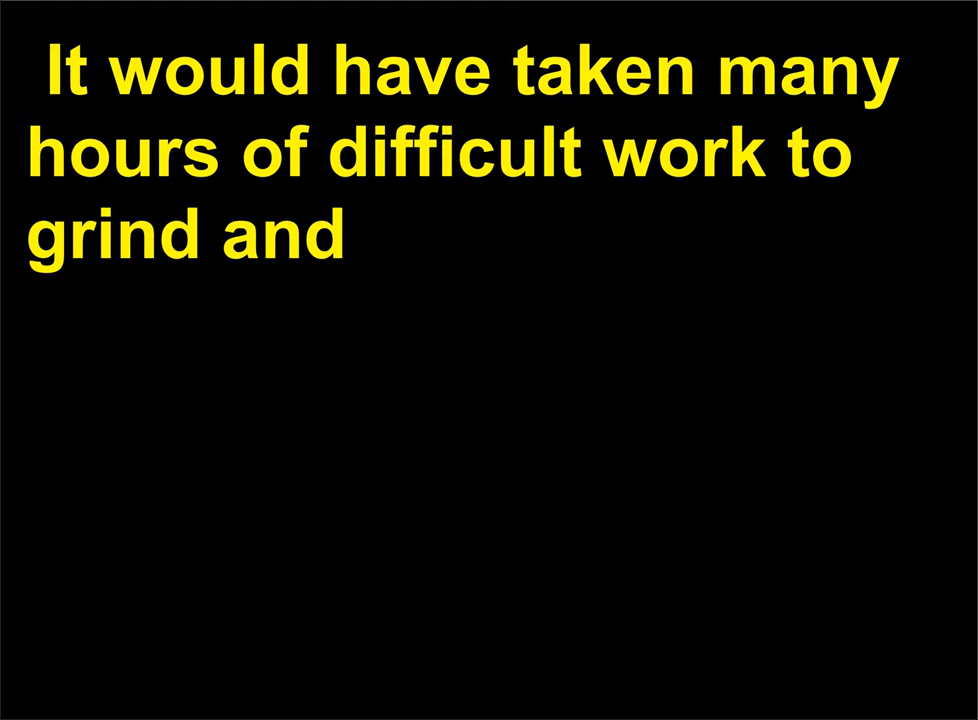 It would have taken many
hours of difficult work to
grind and